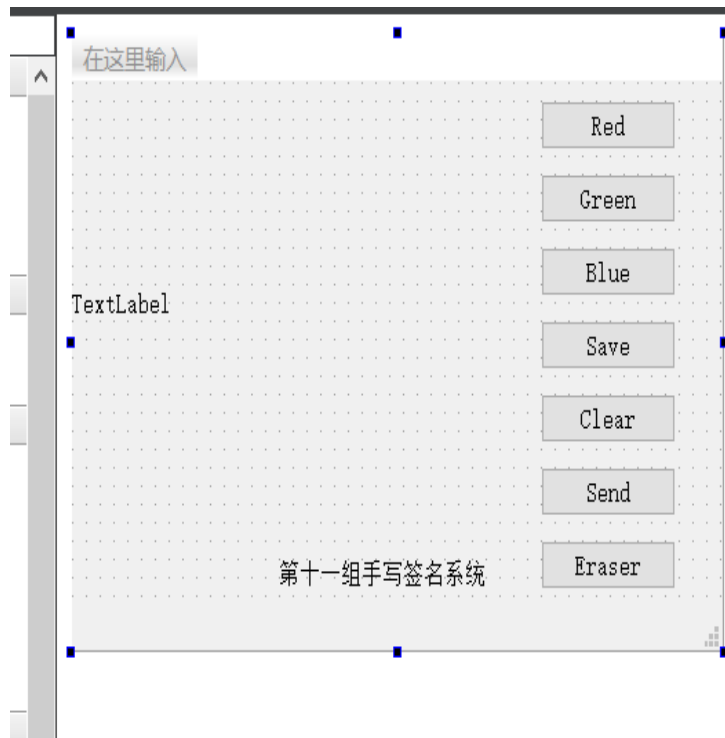 在这里输入
Red
Green
Blue
TextLabel
Save
Clear
Send
第十一组手写签名系统
Eraser